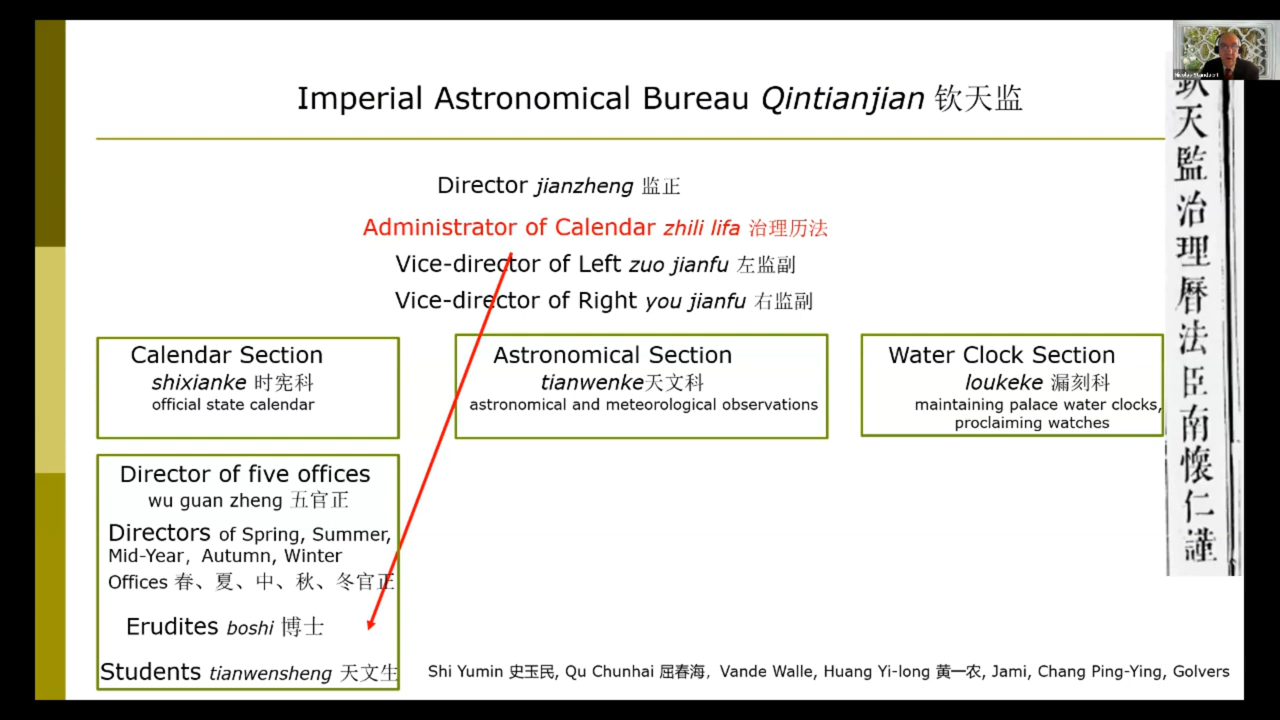 Imperial Astronomical Bureau Qintianjian 钦天监
Director jianzheng 监正
Administrator of Calendar zhili lifa 治理历法
Vice-director of Left zuo jianfu 左监副
Vice-director of Right you jianfu 右监副
Calendar Section
shixianke 时宪科
official state calendar
Astronomical Section
tianwenke天文科
astronomical and meteorological observations
Water Clock Section
loukeke 漏刻科
maintaining palace water clocks,
proclaiming watches
Director of five offices
wu guan zheng 五官正
Directors of Spring, Summer,
Mid-Year, Autumn, Winter
Offices 春、夏、中、秋、冬官正
Erudites boshi 博士
Students tianwensheng 天文生
Shi Yumin 史玉民, Qu Chunhai 屈春海, Vande Walle, Huang Yi-long 黄一农, Jami, Chang Ping-Ying, Golvers
欽天監治理曆法臣南懷仁謹